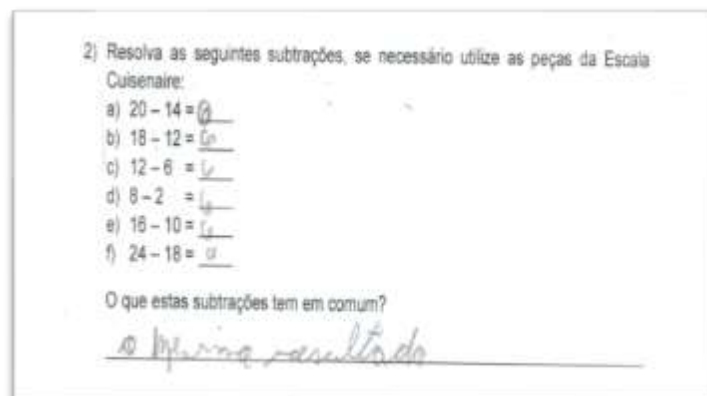 2) Resolva as seguintes subtrações, se necessário utilize as peças da Escala
Cuisenaire:
a) 20 – 14 = 6
b) 18 – 12 = 6
c) 12 – 6 = 6
d) 8 – 2 = 6
e) 16 – 10 = 6
f) 24 – 18 =
O que estas subtrações tem em comum?
o resultado